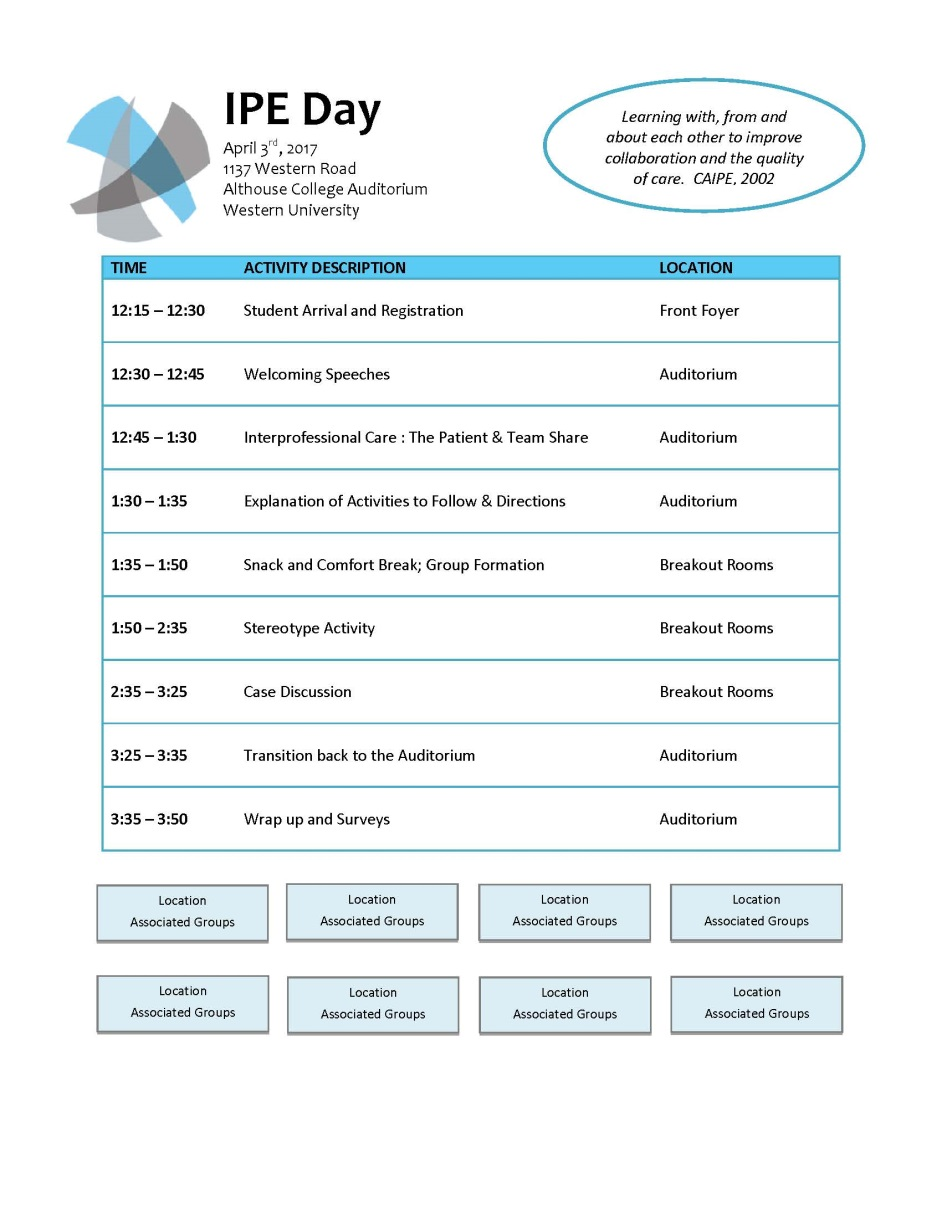 IPE Day
April 3rd, 2017
1137 Western Road
Althouse College Auditorium
Western University
Learning with, from and
about each other to improve
collaboration and the quality
of care.  CAIPE, 2002
TIME ACTIVITY DESCRIPTION LOCATION
12:15 – 12:30 Student Arrival and Registration Front Foyer
12:30 – 12:45 Welcoming Speeches Auditorium
12:45 – 1:30 Interprofessional Care : The Patient & Team Share Auditorium
1:30 – 1:35 Explanation of Activities to Follow & Directions Auditorium
1:35 – 1:50 Snack and Comfort Break; Group Formation Breakout Rooms
1:50 – 2:35 Stereotype Activity Breakout Rooms
2:35 – 3:25 Case Discussion Breakout Rooms
3:25 – 3:35 Transition back to the Auditorium Auditorium
3:35 – 3:50 Wrap up and Surveys Auditorium
Location
Associated Groups
Location
Associated Groups
Location
Associated Groups
Location
Associated Groups
Location
Associated Groups
Location
Associated Groups
Location
Associated Groups
Location
Associated Groups